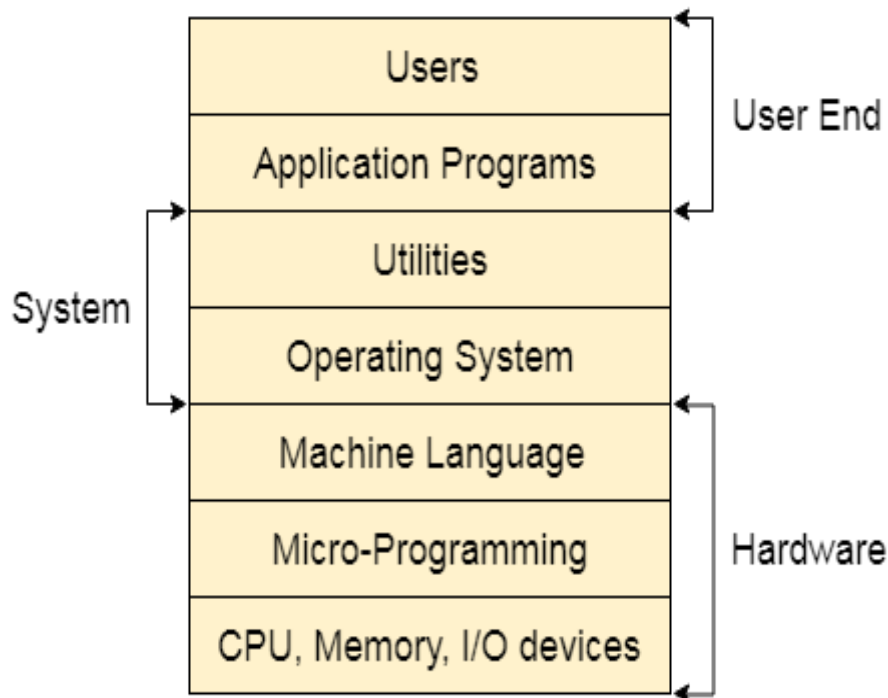 Users
User End
Application Programs
Utilities
System
Operating System
Machine Language
Micro-Programming
Hardware
CPU, Memory, I/O devices